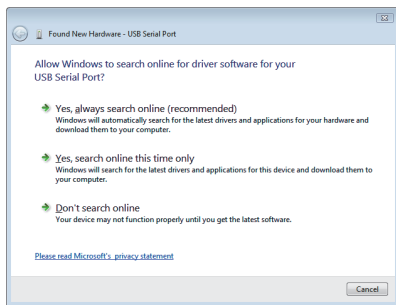 Found New Hardware - USB Serial Port
Allow Windows to search online for driver software for your
USB Serial Port?
Yes, always search online (recommended)
Windows will automatically search for the latest drivers and applications for your hardware and
download them to your computer.
Yes, search online this time only
Windows will search for the latest drivers and applications for this device and download them to
your computer.
Don't search online
Your device may not function properly until you get the latest software.
Please read Microsoft's privacy statement
Cancel